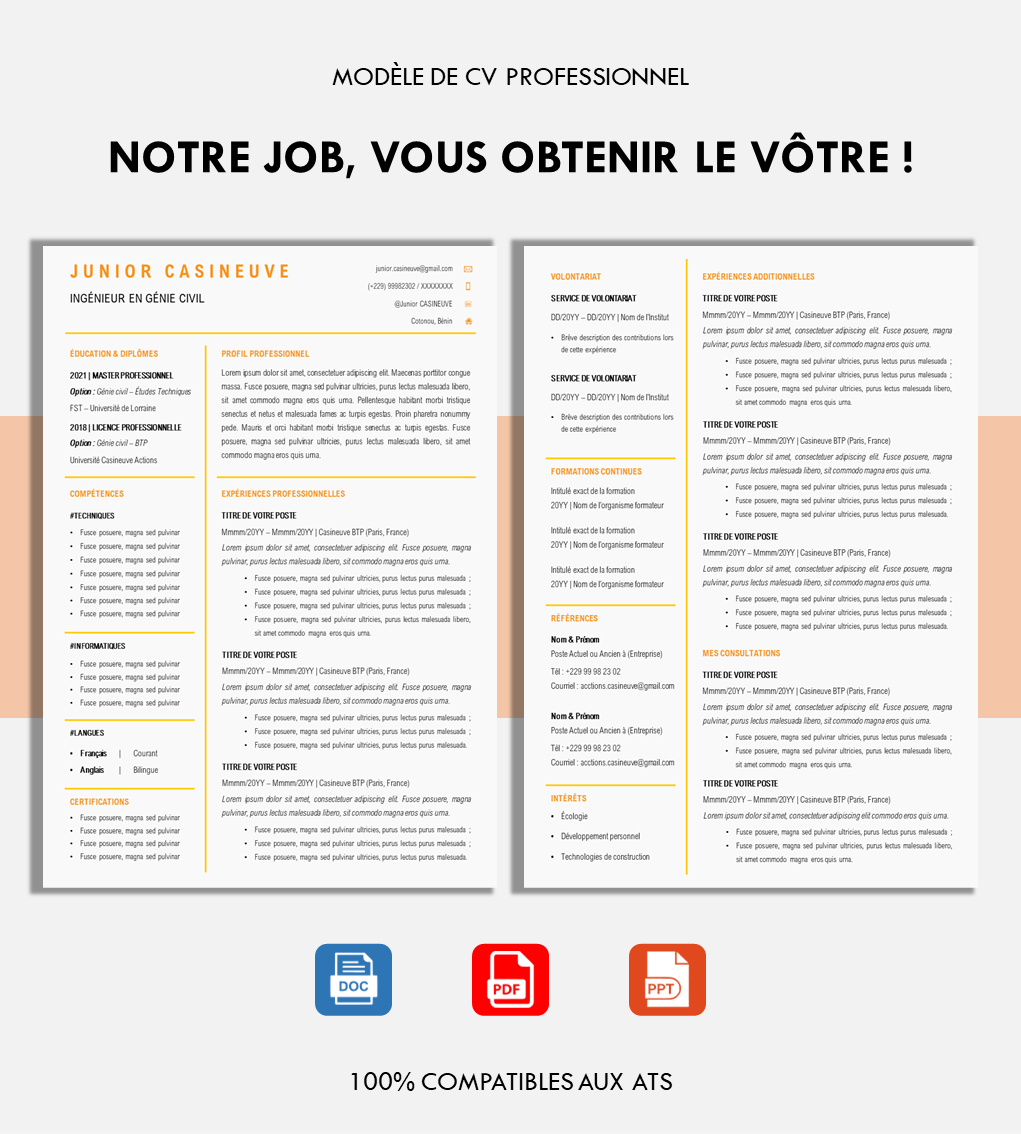 MODÈLE DE CV PROFESSIONNEL
NOTRE JOB, VOUS OBTENIR LE VÔTRE !
JUNIOR CASINEUVE
INGÉNIEUR EN GÉNIE CIVIL
junior.casineuve@gmail.com
(+229) 99982302 / XXXXXXXX
@Junior CASINEUVE
Cotonou, Bénin
ÉDUCATION & DIPLÔMES
2021 | MASTER PROFESSIONNEL
Option : Génie civil – Études Techniques
FST – Université de Lorraine
2018 | LICENCE PROFESSIONNELLE
Option : Génie civil – BTP
Université Casineuve Actions
COMPÉTENCES
#TECHNIQUES
• Fusce posuere, magna sed pulvinar
• Fusce posuere, magna sed pulvinar
• Fusce posuere, magna sed pulvinar
• Fusce posuere, magna sed pulvinar
• Fusce posuere, magna sed pulvinar
• Fusce posuere, magna sed pulvinar
• Fusce posuere, magna sed pulvinar
#INFORMATIQUES
• Fusce posuere, magna sed pulvinar
• Fusce posuere, magna sed pulvinar
• Fusce posuere, magna sed pulvinar
• Fusce posuere, magna sed pulvinar
#LANGUES
• Français | Courant
• Anglais | Bilingue
CERTIFICATIONS
• Fusce posuere, magna sed pulvinar
• Fusce posuere, magna sed pulvinar
• Fusce posuere, magna sed pulvinar
• Fusce posuere, magna sed pulvinar
PROFIL PROFESSIONNEL
Lorem ipsum dolor sit amet, consectetuer adipiscing elit. Maecenas porttitor congue
massa. Fusce posuere, magna sed pulvinar ultricies, purus lectus malesuada libero,
sit amet commodo magna eros quis urna. Pellentesque habitant morbi tristique
senectus et netus et malesuada fames ac turpis egestas. Proin pharetra nonummy
pede. Mauris et orci habitant morbi tristique senectus ac turpis egestas. Fusce
posuere, magna sed pulvinar ultricies, purus lectus malesuada libero, sit amet
commodo magna eros quis urna.
EXPÉRIENCES PROFESSIONNELLES
TITRE DE VOTRE POSTE
Mmmm/20YY – Mmmm/20YY | Casineuve BTP (Paris, France)
Lorem ipsum dolor sit amet, consectetuer adipiscing elit. Fusce posuere, magna
pulvinar, purus lectus malesuada libero, sit commodo magna eros quis urna.
• Fusce posuere, magna sed pulvinar ultricies, purus lectus purus malesuada ;
• Fusce posuere, magna sed pulvinar ultricies, purus lectus purus malesuada ;
• Fusce posuere, magna sed pulvinar ultricies, purus lectus purus malesuada ;
• Fusce posuere, magna sed pulvinar ultricies, purus lectus malesuada libero,
sit amet commodo magna eros quis urna.
TITRE DE VOTRE POSTE
Mmmm/20YY – Mmmm/20YY | Casineuve BTP (Paris, France)
Lorem ipsum dolor sit amet, consectetuer adipiscing elit. Fusce posuere, magna
pulvinar, purus lectus malesuada libero, sit commodo magna eros quis urna.
• Fusce posuere, magna sed pulvinar ultricies, purus lectus purus malesuada ;
• Fusce posuere, magna sed pulvinar ultricies, purus lectus purus malesuada ;
• Fusce posuere, magna sed pulvinar ultricies, purus lectus purus malesuada.
TITRE DE VOTRE POSTE
Mmmm/20YY – Mmmm/20YY | Casineuve BTP (Paris, France)
Lorem ipsum dolor sit amet, consectetuer adipiscing elit. Fusce posuere, magna
pulvinar, purus lectus malesuada libero, sit commodo magna eros quis urna.
• Fusce posuere, magna sed pulvinar ultricies, purus lectus purus malesuada ;
• Fusce posuere, magna sed pulvinar ultricies, purus lectus purus malesuada ;
• Fusce posuere, magna sed pulvinar ultricies, purus lectus purus malesuada.
VOLONTARIAT
SERVICE DE VOLONTARIAT
DD/20YY – DD/20YY | Nom de l'Institut
• Brève description des contributions lors
de cette expérience
SERVICE DE VOLONTARIAT
DD/20YY – DD/20YY | Nom de l'Institut
• Brève description des contributions lors
de cette expérience
FORMATIONS CONTINUES
Intitulé exact de la formation
20YY | Nom de l'organisme formateur
Intitulé exact de la formation
20YY | Nom de l'organisme formateur
Intitulé exact de la formation
20YY | Nom de l'organisme formateur
RÉFÉRENCES
Nom & Prénom
Poste Actuel ou Ancien à (Entreprise)
Tél : +229 99 98 23 02
Courriel : acctions.casineuve@gmail.com
Nom & Prénom
Poste Actuel ou Ancien à (Entreprise)
Tél : +229 99 98 23 02
Courriel : acctions.casineuve@gmail.com
INTÉRÊTS
• Écologie
• Développement personnel
• Technologies de construction
EXPÉRIENCES ADDITIONNELLES
TITRE DE VOTRE POSTE
Mmmm/20YY – Mmmm/20YY | Casineuve BTP (Paris, France)
Lorem ipsum dolor sit amet, consectetuer adipiscing elit. Fusce posuere, magna
pulvinar, purus lectus malesuada libero, sit commodo magna eros quis urna.
• Fusce posuere, magna sed pulvinar ultricies, purus lectus purus malesuada ;
• Fusce posuere, magna sed pulvinar ultricies, purus lectus purus malesuada ;
• Fusce posuere, magna sed pulvinar ultricies, purus lectus malesuada libero,
sit amet commodo magna eros quis urna.
TITRE DE VOTRE POSTE
Mmmm/20YY – Mmmm/20YY | Casineuve BTP (Paris, France)
Lorem ipsum dolor sit amet, consectetuer adipiscing elit. Fusce posuere, magna
pulvinar, purus lectus malesuada libero, sit commodo magna eros quis urna.
• Fusce posuere, magna sed pulvinar ultricies, purus lectus purus malesuada ;
• Fusce posuere, magna sed pulvinar ultricies, purus lectus purus malesuada ;
• Fusce posuere, magna sed pulvinar ultricies, purus lectus purus malesuada.
TITRE DE VOTRE POSTE
Mmmm/20YY – Mmmm/20YY | Casineuve BTP (Paris, France)
Lorem ipsum dolor sit amet, consectetuer adipiscing elit. Fusce posuere, magna
pulvinar, purus lectus malesuada libero, sit commodo magna eros quis urna.
• Fusce posuere, magna sed pulvinar ultricies, purus lectus purus malesuada ;
• Fusce posuere, magna sed pulvinar ultricies, purus lectus purus malesuada ;
• Fusce posuere, magna sed pulvinar ultricies, purus lectus purus malesuada.
MES CONSULTATIONS
TITRE DE VOTRE POSTE
Mmmm/20YY – Mmmm/20YY | Casineuve BTP (Paris, France)
Lorem ipsum dolor sit amet, consectetuer adipiscing elit. Fusce posuere, magna
pulvinar, purus lectus malesuada libero, sit commodo magna eros quis urna.
• Fusce posuere, magna sed pulvinar ultricies, purus lectus purus malesuada ;
• Fusce posuere, magna sed pulvinar ultricies, purus lectus malesuada libero,
sit amet commodo magna eros quis urna.
TITRE DE VOTRE POSTE
Mmmm/20YY – Mmmm/20YY | Casineuve BTP (Paris, France)
Lorem ipsum dolor sit amet, consectetuer adipiscing elit commodo magna eros quis urna.
• Fusce posuere, magna sed pulvinar ultricies, purus lectus purus malesuada ;
• Fusce posuere, magna sed pulvinar ultricies, purus lectus malesuada libero,
sit amet commodo magna eros quis urna.
DOC
PDF
PPT
100% COMPATIBLES AUX ATS